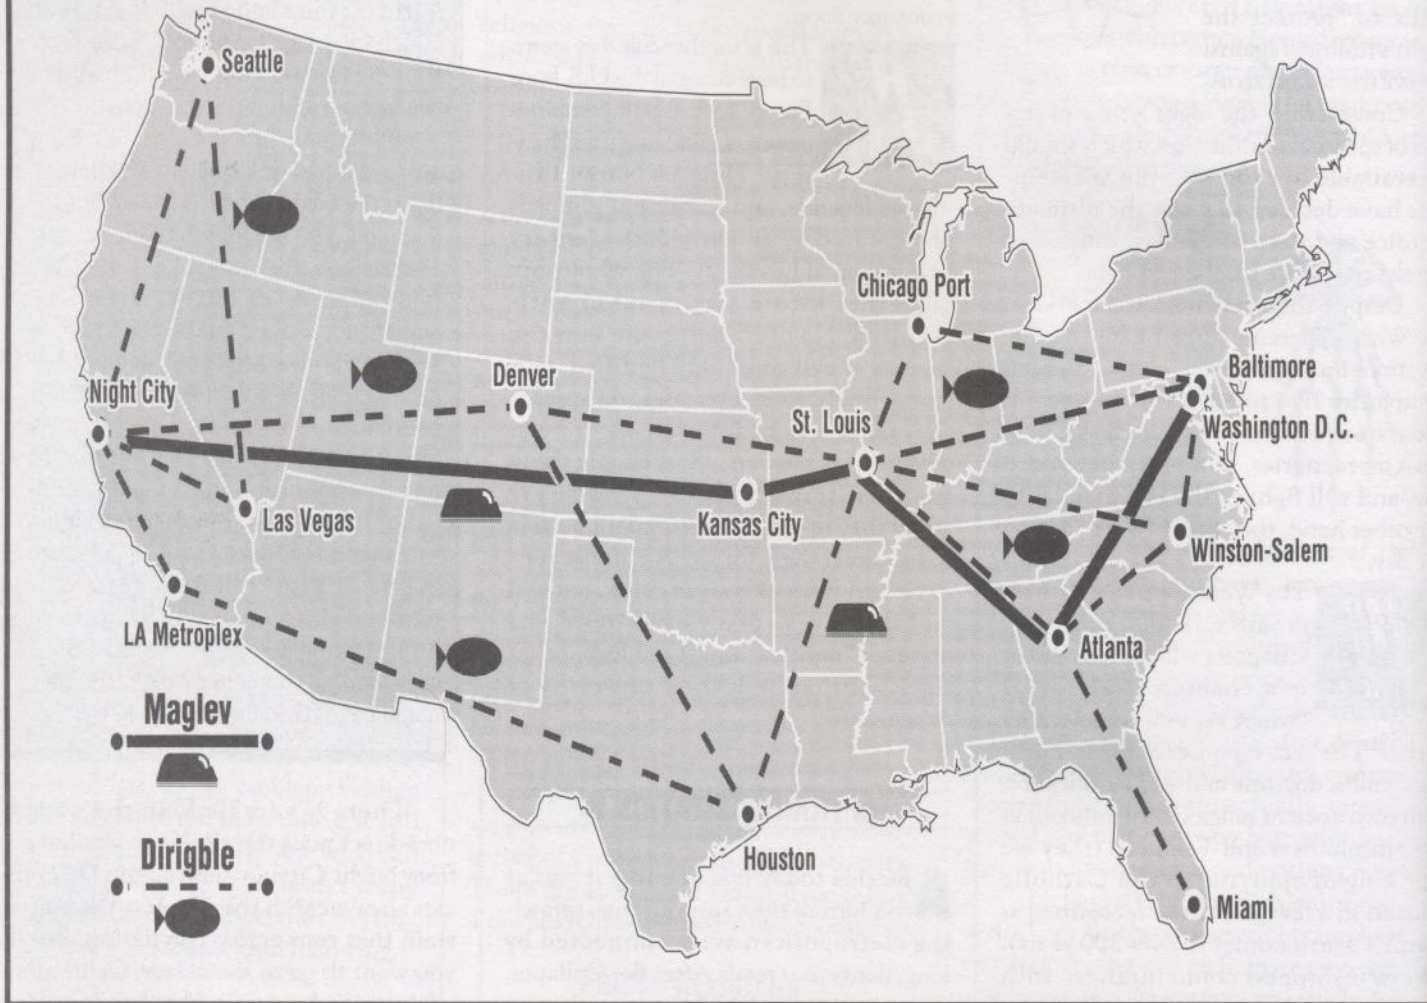 Seattle
Chicago Port
Baltimore
Night City
Denver
St. Louis
Washington D.C.
Las Vegas
Kansas City
Winston-Salem
LA Metroplex
Atlanta
Maglev
Dirigble
Houston
Miami